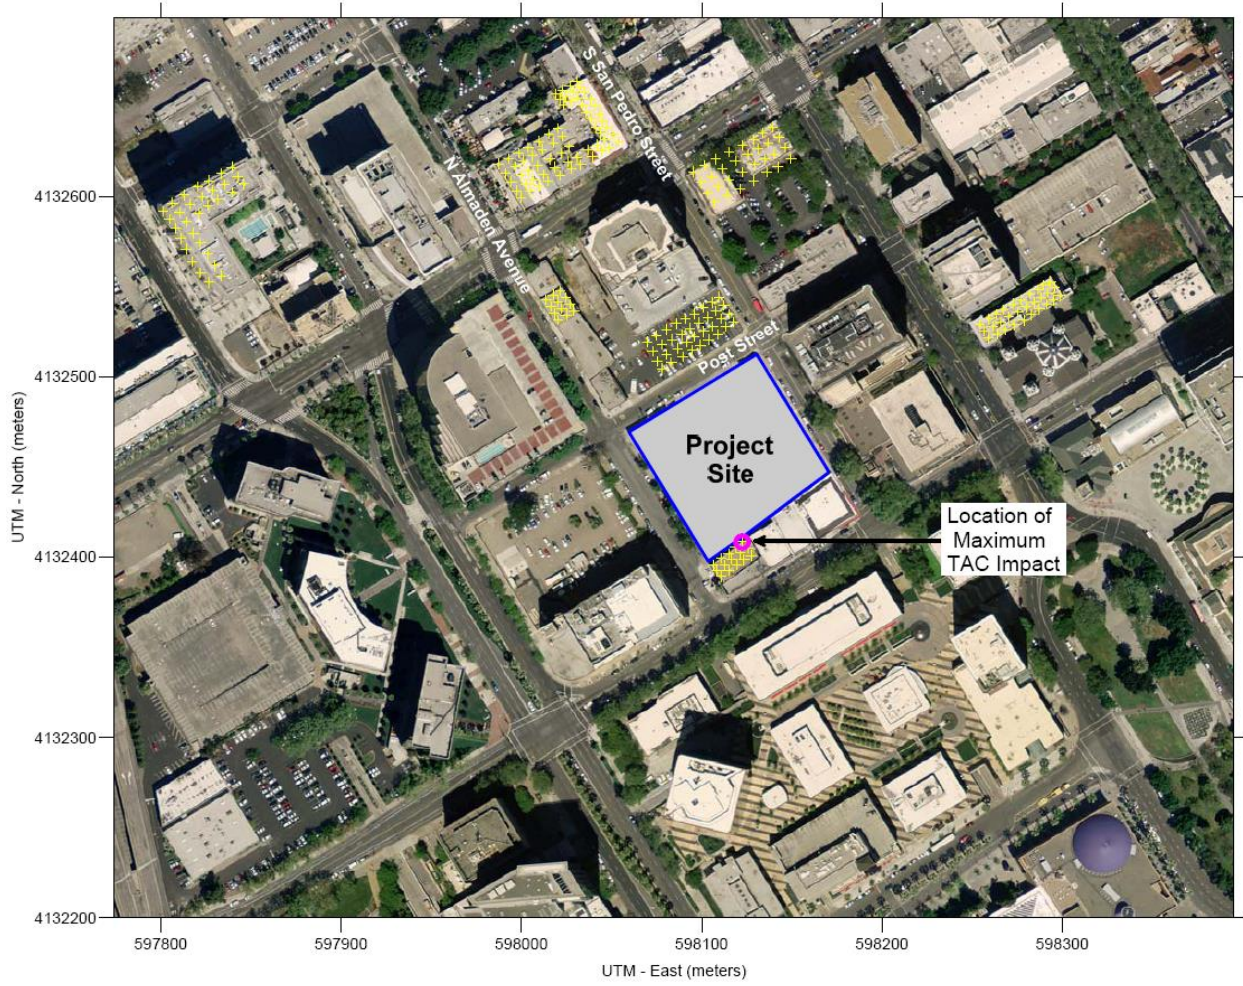 S San Pedro Street
N Almaden Avenue
Post Street
Project
Site
Location of
Maximum
TAC Impact
UTM - North (meters)
4132600
4132500
4132400
4132300
4132200
597800
597900
598000
598100
598200
598300
UTM - East (meters)